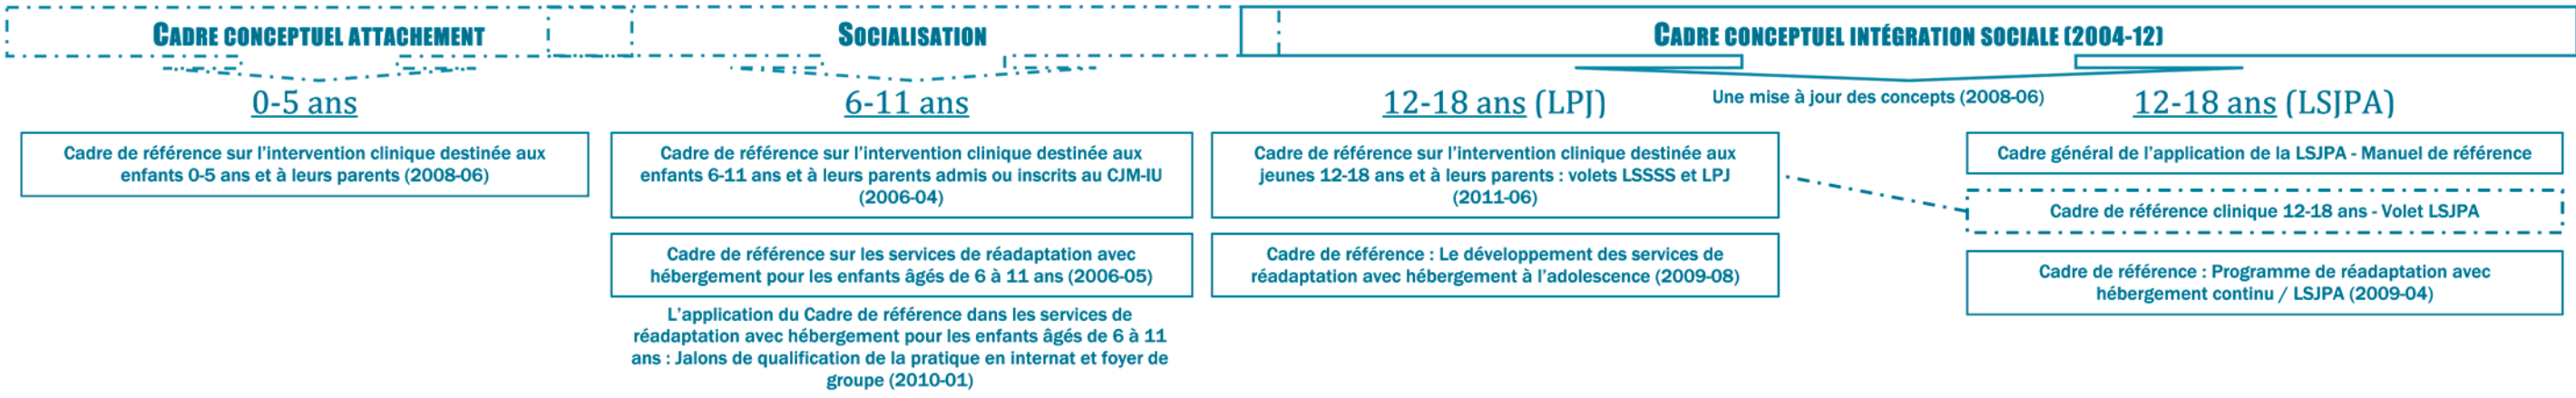 CADRE CONCEPTUEL ATTACHEMENT
SOCIALISATION
CADRE CONCEPTUEL INTÉGRATION SOCIALE (2004-12)
0-5 ans
6-11 ans
12-18 ans (LPJ)
Une mise à jour des concepts (2008-06)
12-18 ans (LSJPA)
Cadre de référence sur l'intervention clinique destinée aux
enfants 0-5 ans et à leurs parents (2008-06)
Cadre de référence sur l'intervention clinique destinée aux
enfants 6-11 ans et à leurs parents admis ou inscrits au CJM-IU
(2006-04)
Cadre de référence sur les services de réadaptation avec
hébergement pour les enfants âgés de 6 à 11 ans (2006-05)
L'application du Cadre de référence dans les services de
réadaptation avec hébergement pour les enfants âgés de 6 à 11
ans : Jalons de qualification de la pratique en internat et foyer de
groupe (2010-01)
Cadre de référence sur l'intervention clinique destinée aux
jeunes 12-18 ans et à leurs parents : volets LSSSS et LPJ
(2011-06)
Cadre de référence : Le développement des services de
réadaptation avec hébergement à l'adolescence (2009-08)
Cadre général de l'application de la LSJPA - Manuel de référence
Cadre de référence clinique 12-18 ans - Volet LSJPA
Cadre de référence : Programme de réadaptation avec
hébergement continu / LSJPA (2009-04)